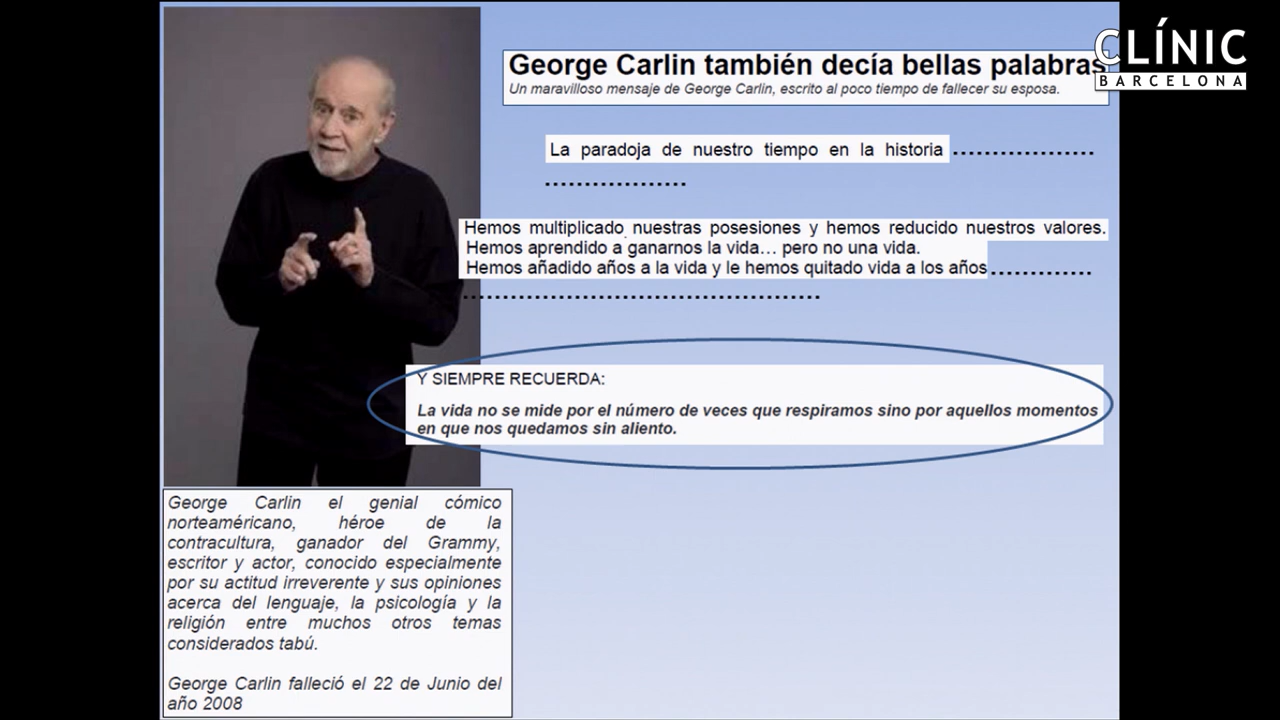 CLÍNIC
BARCELONA
George Carlin también decía bellas palabras
Un maravilloso mensaje de George Carlin, escrito al poco tiempo de fallecer su esposa.
La paradoja de nuestro tiempo en la historia ..................
..................
Hemos multiplicado nuestras posesiones y hemos reducido nuestros valores.
Hemos aprendido a ganarnos la vida… pero no una vida.
Hemos añadido años a la vida y le hemos quitado vida a los años.............
.............................................
Y SIEMPRE RECUERDA:
La vida no se mide por el número de veces que respiramos sino por aquellos momentos
en que nos quedamos sin aliento.
George Carlin el genial cómico
norteaméricano, héroe de la
contracultura, ganador del Grammy,
escritor y actor, conocido especialmente
por su actitud irreverente y sus opiniones
acerca del lenguaje, la psicología y la
religión entre muchos otros temas
considerados tabú.
George Carlin falleció el 22 de Junio del
año 2008